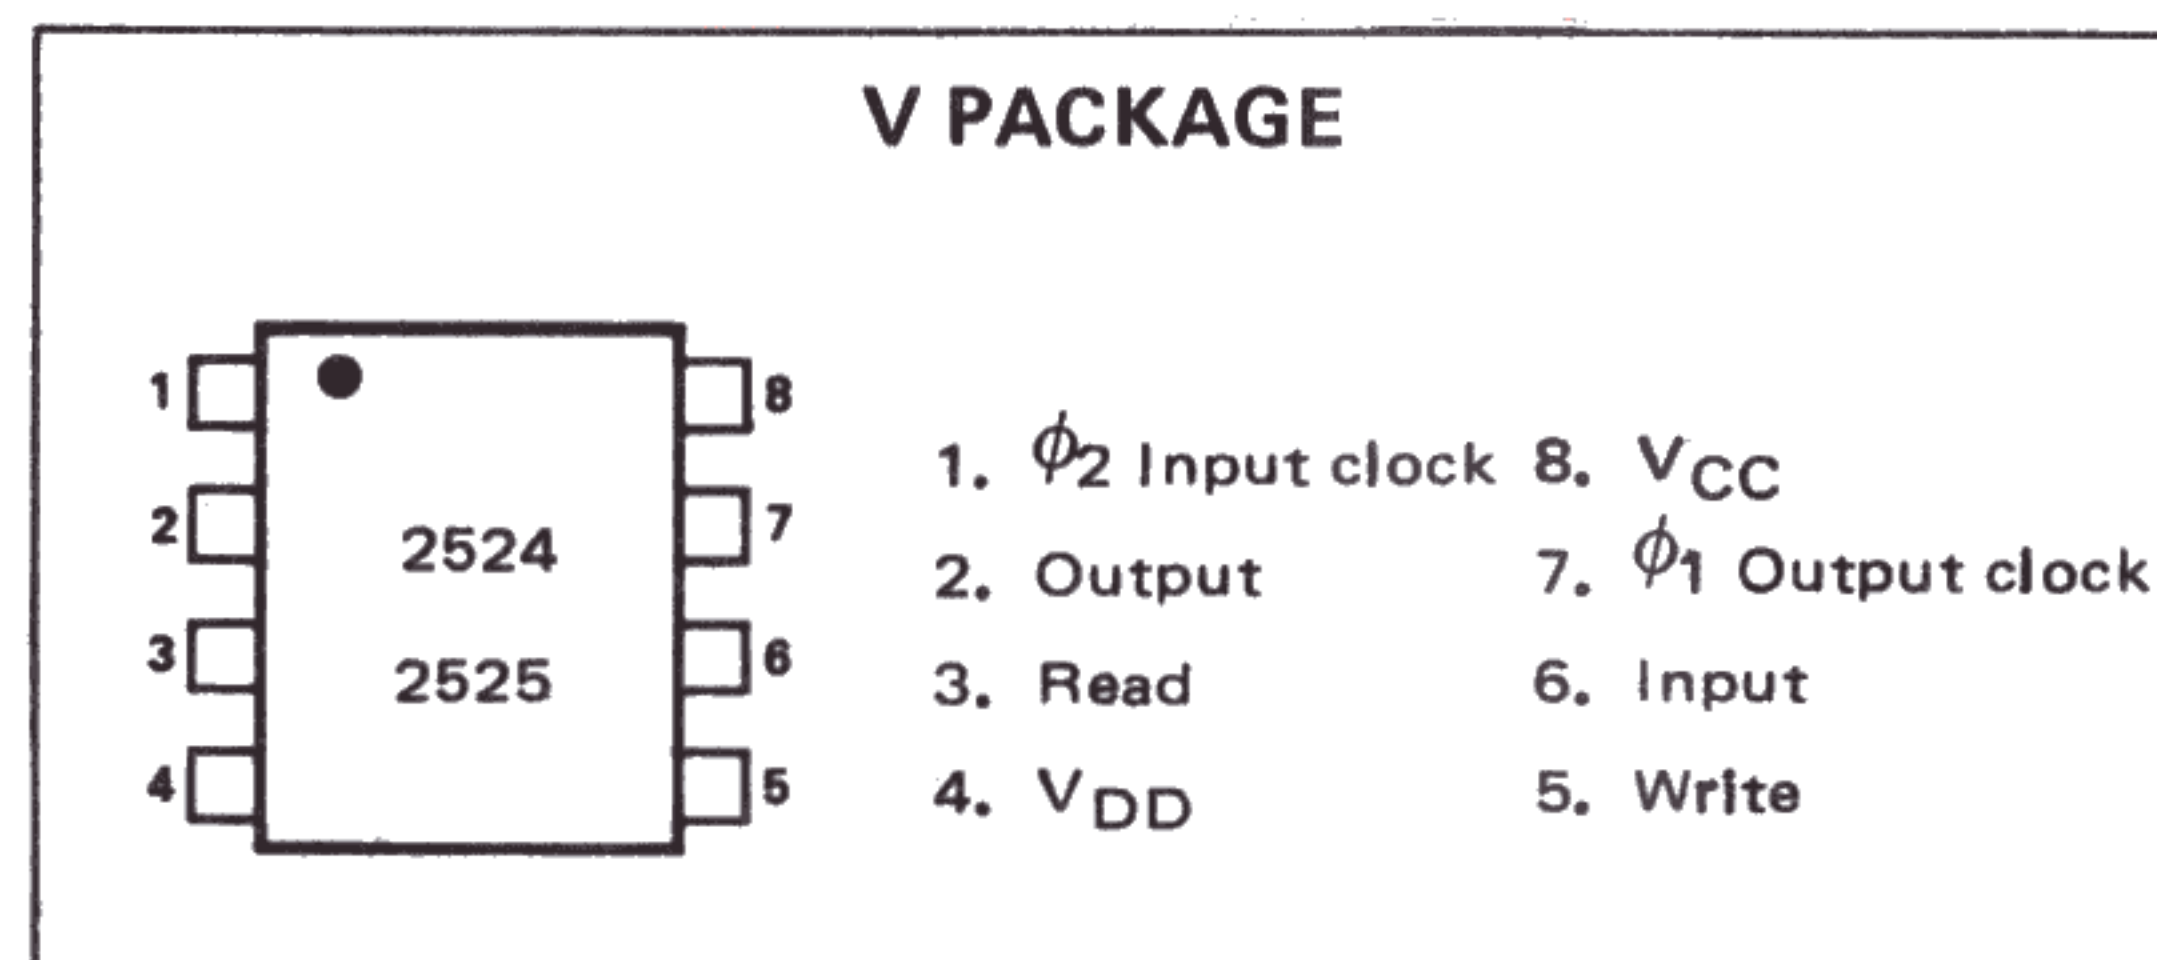 V PACKAGE
1 8
2 2524 7
3 2525 6
4 5
1. ϕ2 Input clock 8. VCC
2. Output 7. ϕ1 Output clock
3. Read 6. Input
4. VDD 5. Write